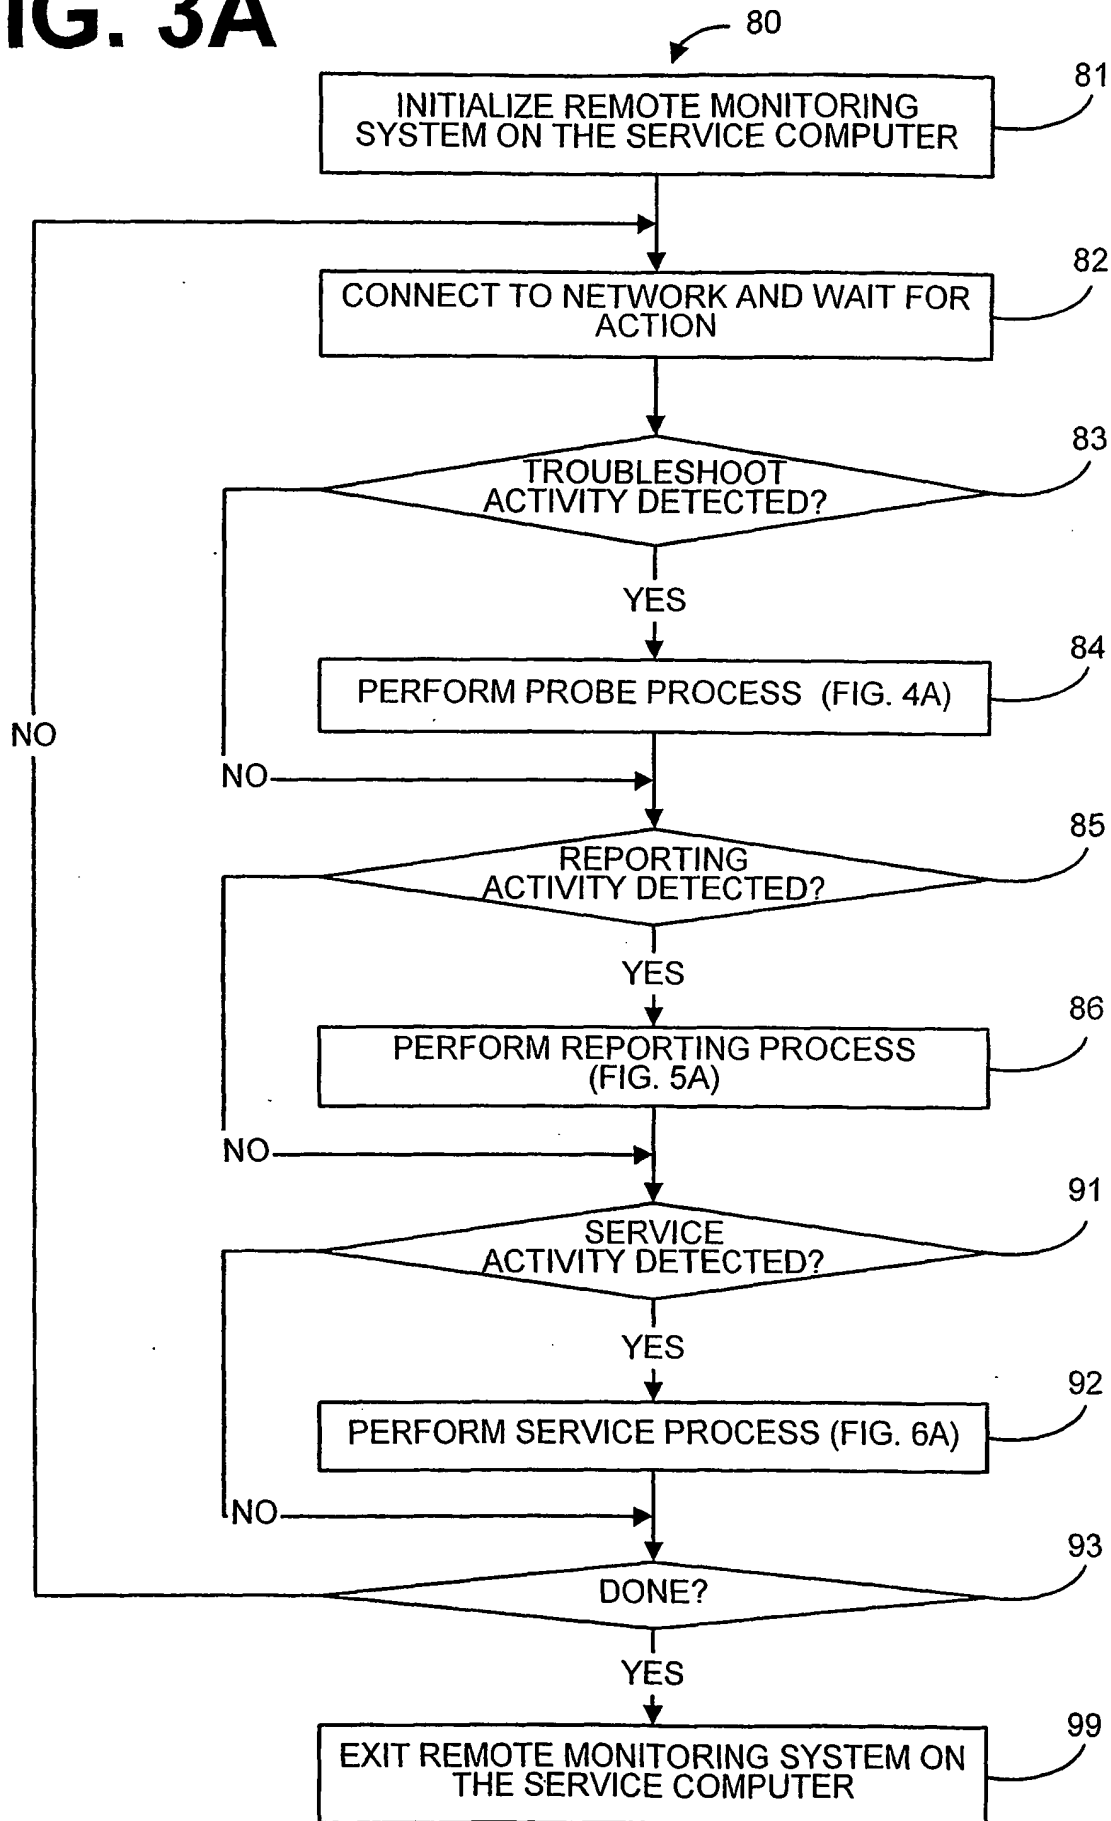 IG. 3A
80
81
INITIALIZE REMOTE MONITORING
SYSTEM ON THE SERVICE COMPUTER
82
CONNECT TO NETWORK AND WAIT FOR
ACTION
83
TROUBLESHOOT
ACTIVITY DETECTED?
YES
84
PERFORM PROBE PROCESS (FIG. 4A)
NO
NO
85
REPORTING
ACTIVITY DETECTED?
YES
86
PERFORM REPORTING PROCESS
(FIG. 5A)
NO
91
SERVICE
ACTIVITY DETECTED?
YES
92
PERFORM SERVICE PROCESS (FIG. 6A)
NO
93
DONE?
YES
99
EXIT REMOTE MONITORING SYSTEM ON
THE SERVICE COMPUTER